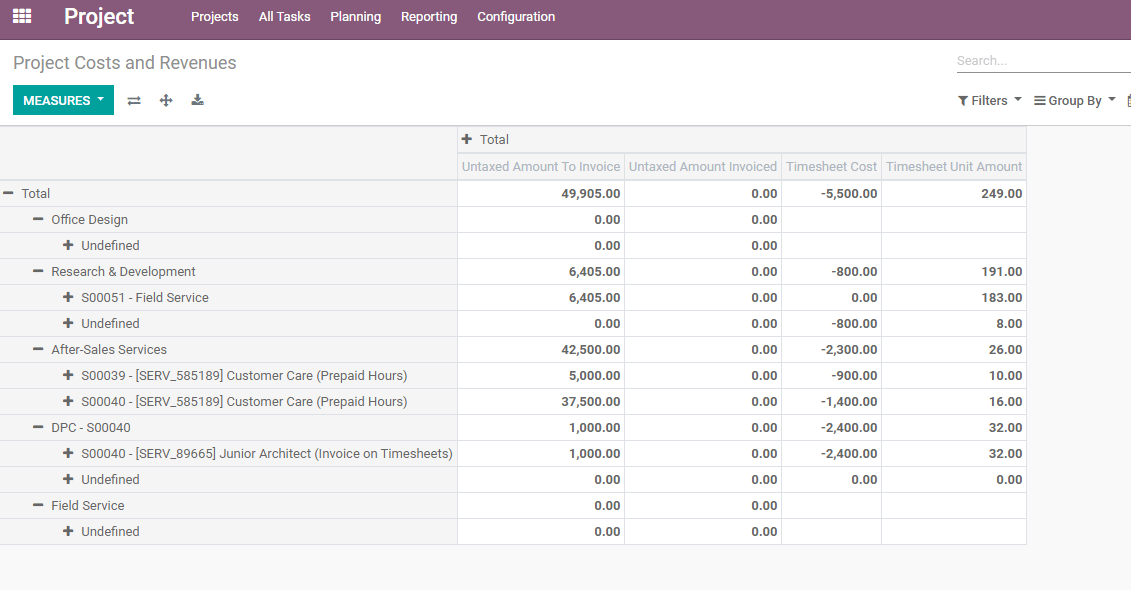 Project Projects All Tasks Planning Reporting Configuration
Project Costs and Revenues Search...
MEASURES Filters Group By
Total
Untaxed Amount To Invoice Untaxed Amount Invoiced Timesheet Cost Timesheet Unit Amount
Total 49,905.00 0.00 -5,500.00 249.00
Office Design 0.00 0.00
Undefined 0.00 0.00
Research & Development 6,405.00 0.00 -800.00 191.00
S00051 - Field Service 6,405.00 0.00 0.00 183.00
Undefined 0.00 0.00 -800.00 8.00
After-Sales Services 42,500.00 0.00 -2,300.00 26.00
S00039 - [SERV_585189] Customer Care (Prepaid Hours) 5,000.00 0.00 -900.00 10.00
S00040 - [SERV_585189] Customer Care (Prepaid Hours) 37,500.00 0.00 -1,400.00 16.00
DPC - S00040 1,000.00 0.00 -2,400.00 32.00
S00040 - [SERV_89665] Junior Architect (Invoice on Timesheets) 1,000.00 0.00 -2,400.00 32.00
Undefined 0.00 0.00 0.00 0.00
Field Service 0.00 0.00
Undefined 0.00 0.00